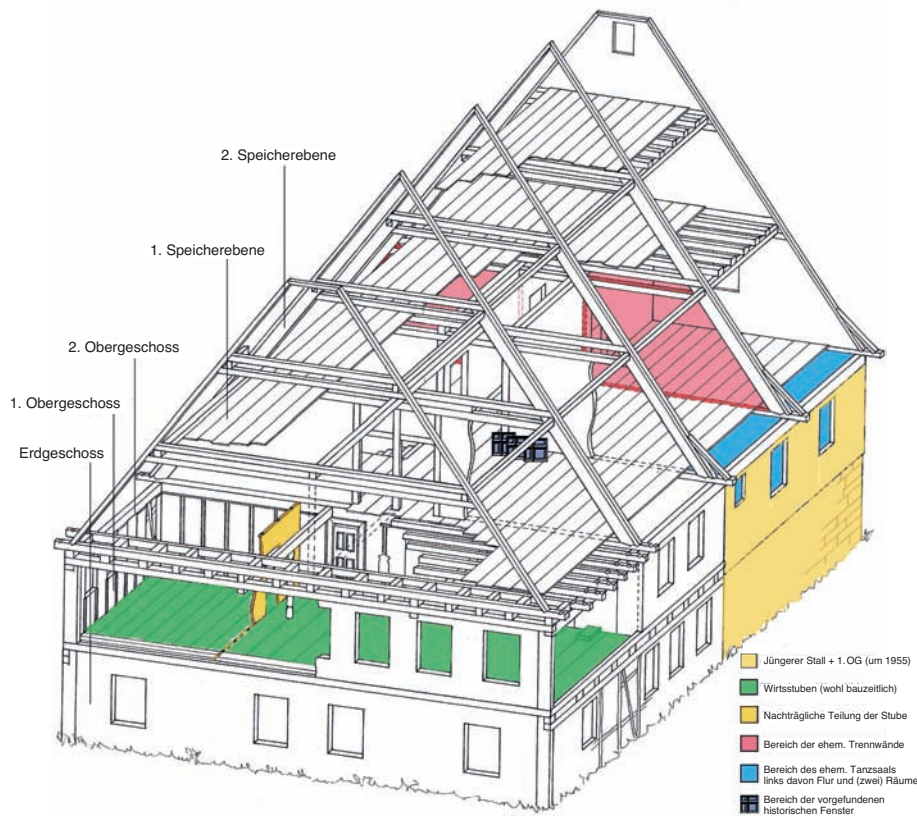 2. Speicherebene
1. Speicherebene
2. Obergeschoss
1. Obergeschoss
Erdgeschoss
Jüngerer Stall + 1. OG (um 1955)
Wirtsstuben (wohl bauzeitlich)
Nachträgliche Teilung der Stube
Bereich der ehem. Trennwände
Bereich des ehem. Tanzsaals
links davon Flur und (zwei) Räume
Bereich der vorgefundenen
historischen Fenster